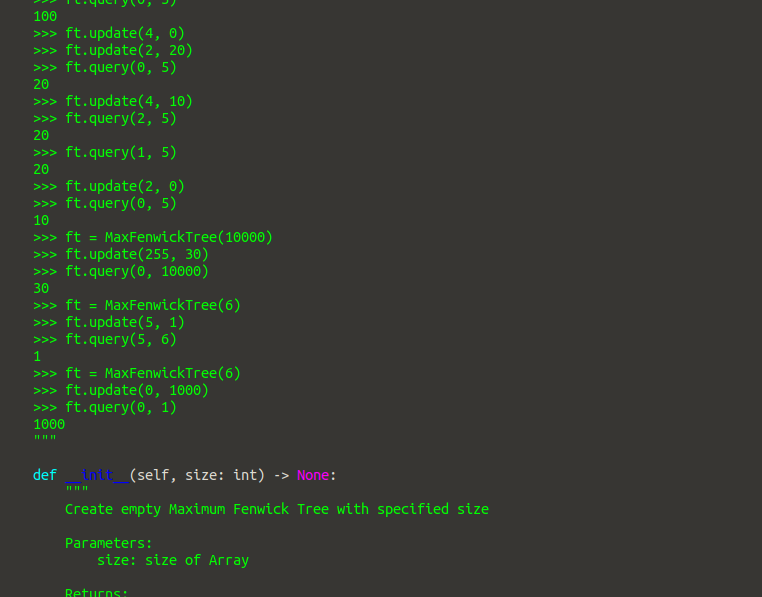 >>> ft.query(0, 5)
100
>>> ft.update(4, 0)
>>> ft.update(2, 20)
>>> ft.query(0, 5)
20
>>> ft.update(4, 10)
>>> ft.query(2, 5)
20
>>> ft.query(1, 5)
20
>>> ft.update(2, 0)
>>> ft.query(0, 5)
10
>>> ft = MaxFenwickTree(10000)
>>> ft.update(255, 30)
>>> ft.query(0, 10000)
30
>>> ft = MaxFenwickTree(6)
>>> ft.update(5, 1)
>>> ft.query(5, 6)
1
>>> ft = MaxFenwickTree(6)
>>> ft.update(0, 1000)
>>> ft.query(0, 1)
1000
"""
def __init__(self, size: int) -> None:
"""
Create empty Maximum Fenwick Tree with specified size
Parameters:
size: size of Array
Returns: